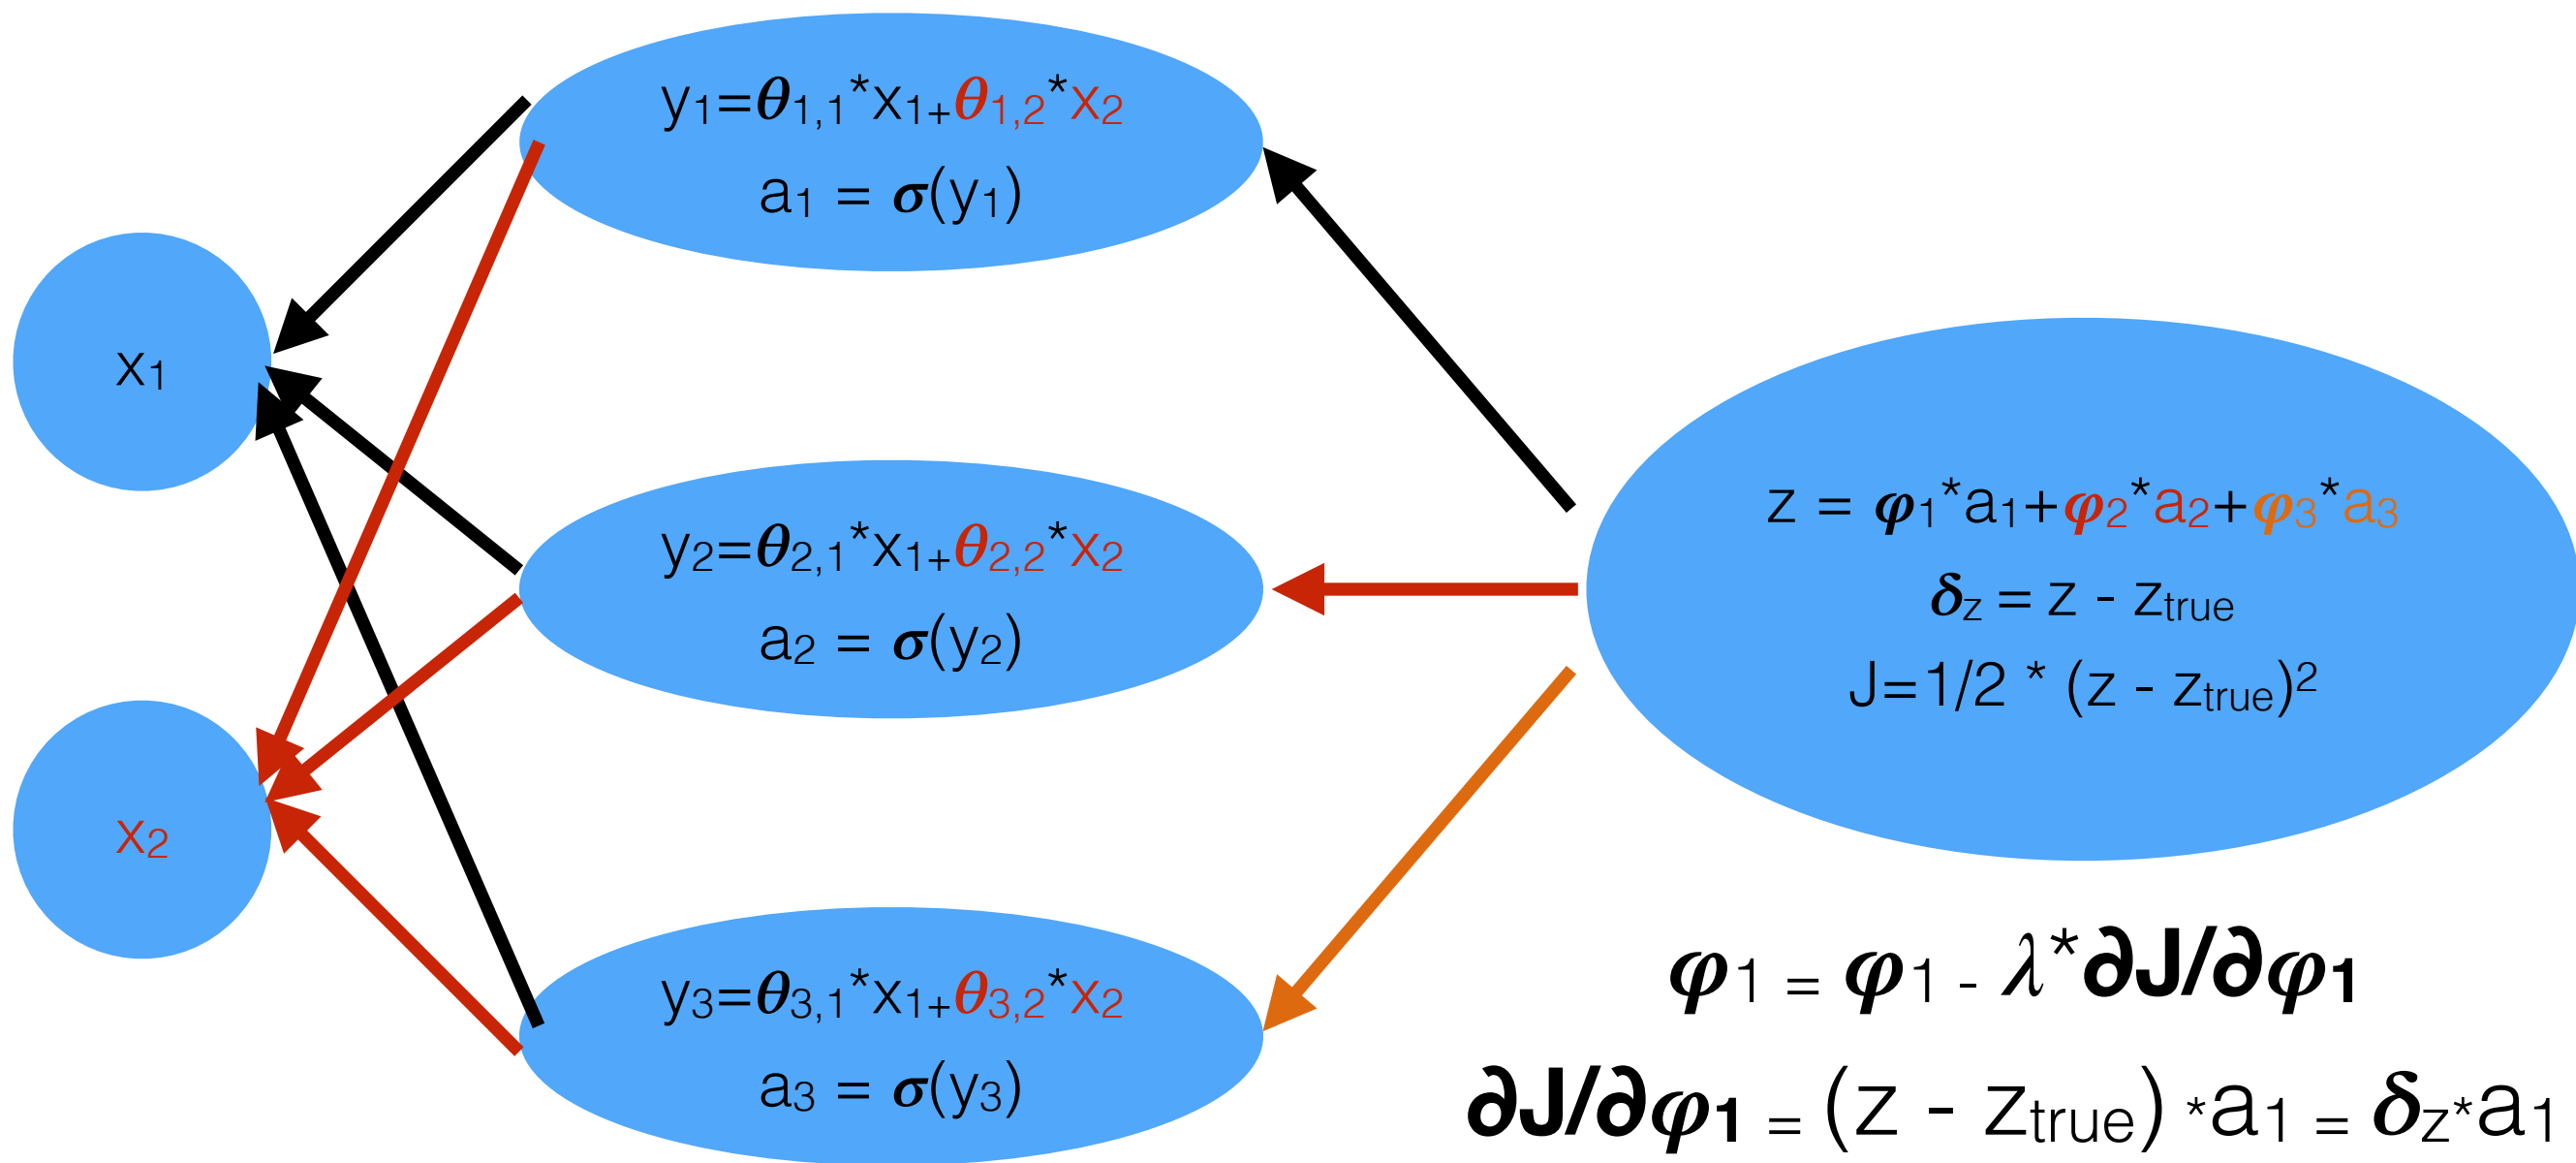 x₁
x₂
y₁=θ₁,₁*x₁+θ₁,₂*x₂
a₁ = σ(y₁)
y₂=θ₂,₁*x₁+θ₂,₂*x₂
a₂ = σ(y₂)
y₃=θ₃,₁*x₁+θ₃,₂*x₂
a₃ = σ(y₃)
z = φ₁*a₁+φ₂*a₂+φ₃*a₃
δz = z - ztrue
J=1/2 * (z - ztrue)²
φ₁ = φ₁ - λ*∂J/∂φ₁
∂J/∂φ₁ = (z - ztrue) *a₁ = δz*a₁